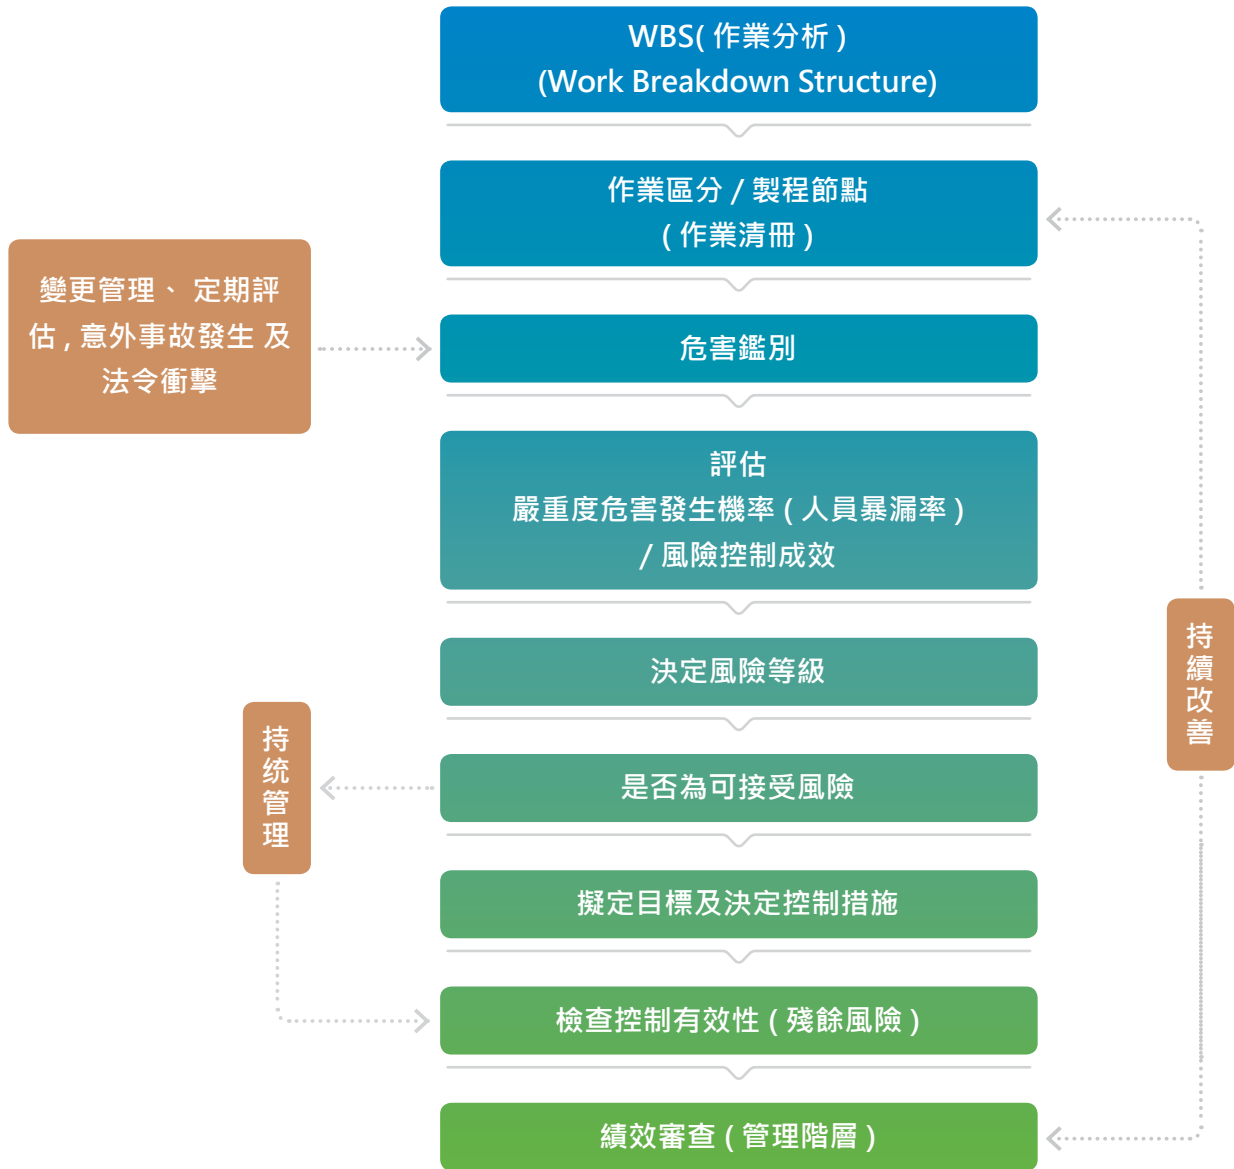 WBS( 作業分析 )
(Work Breakdown Structure)
作業區分 / 製程節點
( 作業清冊 )
變更管理、 定期評
估 , 意外事故發生 及
法令衝擊
危害鑑別
評估
嚴重度危害發生機率 ( 人員暴漏率 )
/ 風險控制成效
決定風險等級
持續改善
持统管理
是否為可接受風險
擬定目標及決定控制措施
檢查控制有效性 ( 殘餘風險 )
績效審查 ( 管理階層 )